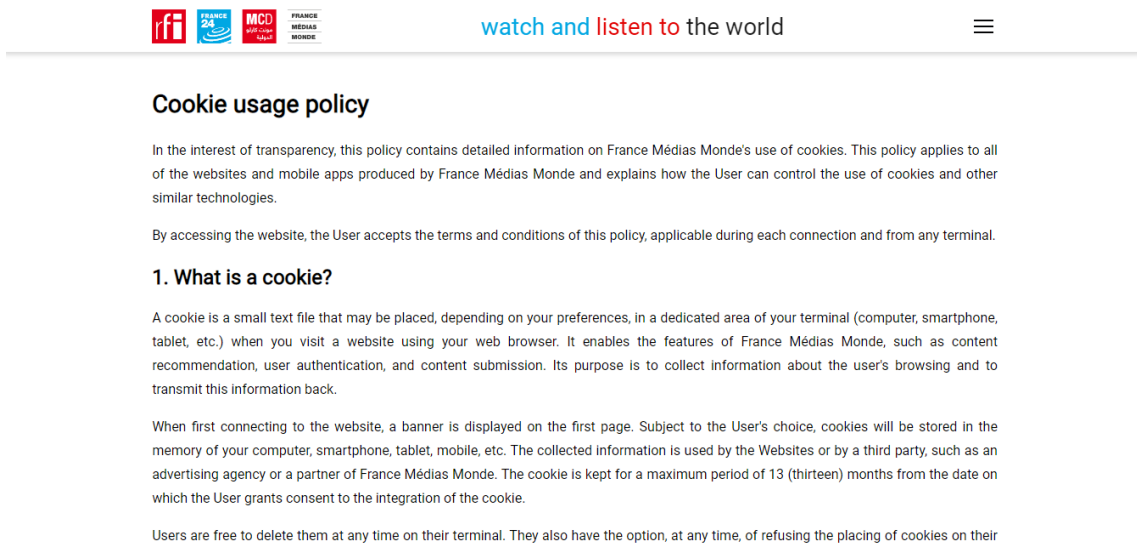 rfi
FRANCE
24
MCD
مونت كارلو
الدولية
FRANCE
MÉDIAS
MONDE
watch and listen to the world
Cookie usage policy
In the interest of transparency, this policy contains detailed information on France Médias Monde's use of cookies. This policy applies to all
of the websites and mobile apps produced by France Médias Monde and explains how the User can control the use of cookies and other
similar technologies.
By accessing the website, the User accepts the terms and conditions of this policy, applicable during each connection and from any terminal.
1. What is a cookie?
A cookie is a small text file that may be placed, depending on your preferences, in a dedicated area of your terminal (computer, smartphone,
tablet, etc.) when you visit a website using your web browser. It enables the features of France Médias Monde, such as content
recommendation, user authentication, and content submission. Its purpose is to collect information about the user's browsing and to
transmit this information back.
When first connecting to the website, a banner is displayed on the first page. Subject to the User's choice, cookies will be stored in the
memory of your computer, smartphone, tablet, mobile, etc. The collected information is used by the Websites or by a third party, such as an
advertising agency or a partner of France Médias Monde. The cookie is kept for a maximum period of 13 (thirteen) months from the date on
which the User grants consent to the integration of the cookie.
Users are free to delete them at any time on their terminal. They also have the option, at any time, of refusing the placing of cookies on their